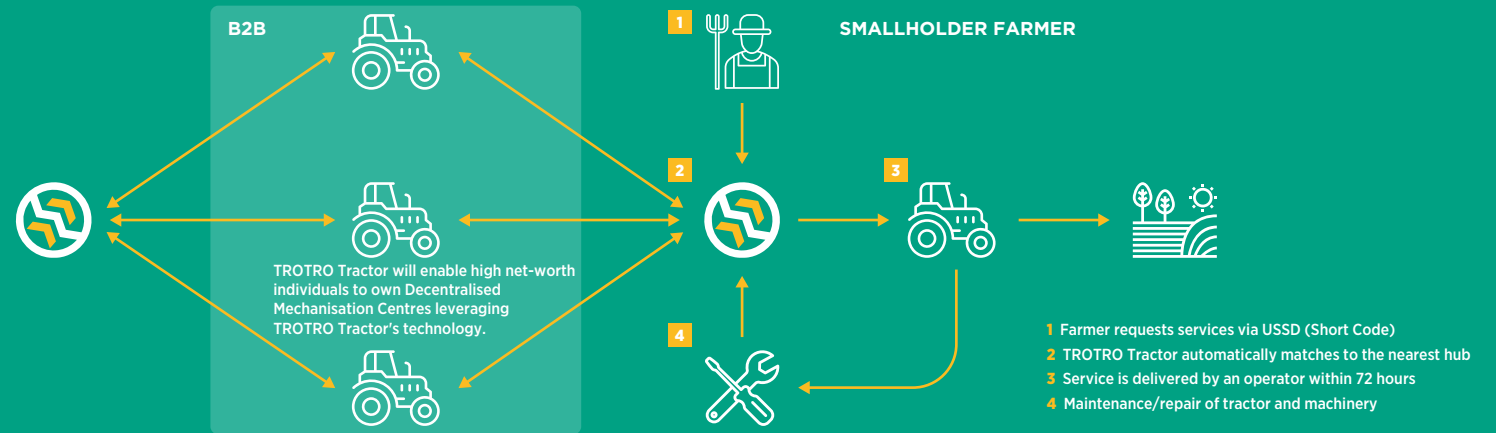 B2B
TROTRO Tractor will enable high net-worth
individuals to own Decentralised
Mechanisation Centres leveraging
TROTRO Tractor's technology.
1
SMALLHOLDER FARMER
2
3
4
1 Farmer requests services via USSD (Short Code)
2 TROTRO Tractor automatically matches to the nearest hub
3 Service is delivered by an operator within 72 hours
4 Maintenance/repair of tractor and machinery